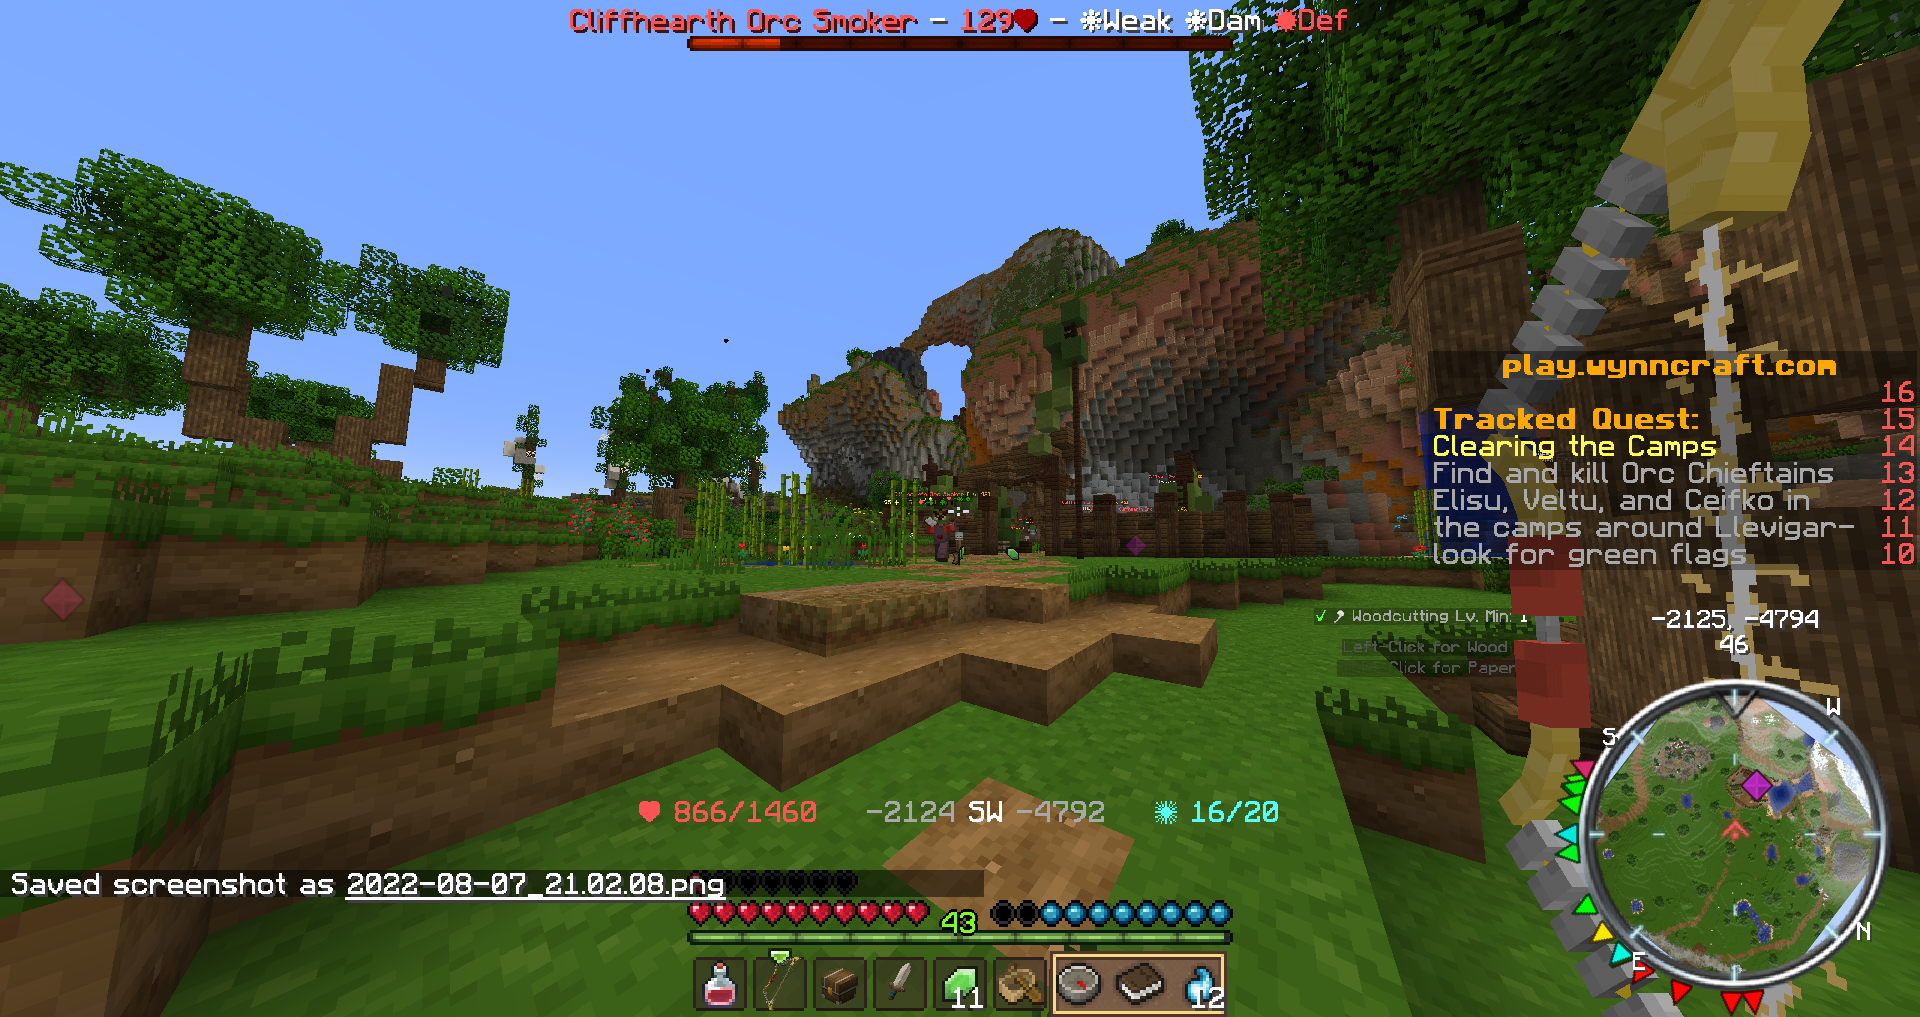 Cliffhearth Orc Smoker - 129❤ - ❋Weak ❋Dam ❋Def
play.wynncraft.com
16
Tracked Quest: 15
Clearing the Camps 14
Find and kill Orc Chieftains 13
Elisu, Veltu, and Ceifko in 12
the camps around Llevigar- 11
look for green flags 10
✓ Woodcutting Lv. Min: 1
Left-Click for Wood
Click for Paper
-2125, -4794
46
W
S
N
E
❤ 866/1460 -2124 SW -4792 ❋ 16/20
Saved screenshot as 2022-08-07_21.02.08.png
43
11
12